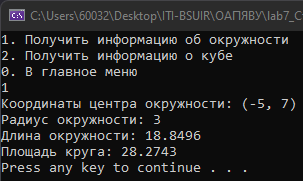 C:\Users\60032\Desktop\ITI-BSUIR\ОАПЯВУ\lab7_C
1. Получить информацию об окружности
2. Получить информацию о кубе
0. В главное меню
1
Координаты центра окружности: (-5, 7)
Радиус окружности: 3
Длина окружности: 18.8496
Площадь круга: 28.2743
Press any key to continue . . .